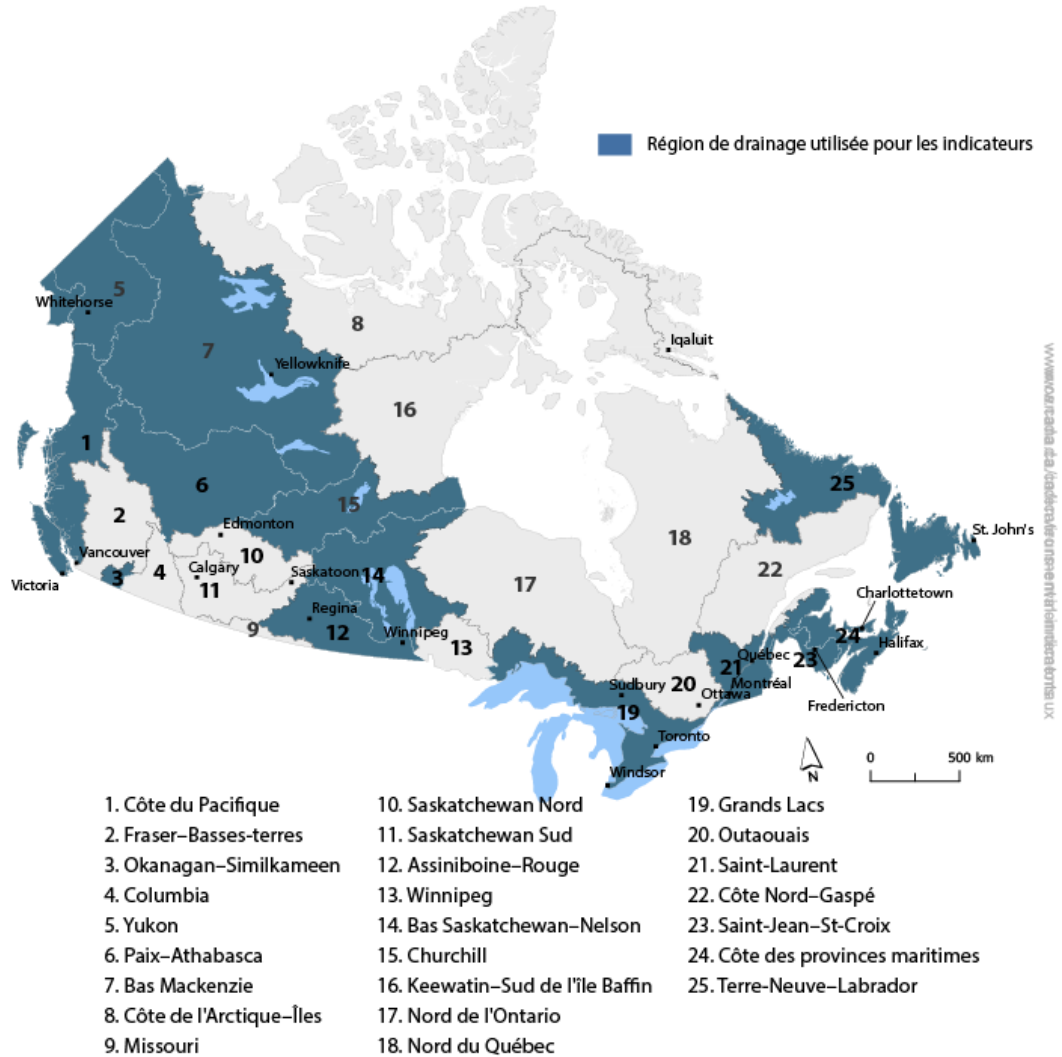 Région de drainage utilisée pour les indicateurs
5
Whitehorse
8
7
Yellowknife
Iqaluit
16
1
6
15
25
2
Edmonton
18
St. John's
Vancouver
10
Victoria
3
4
Calgary
11
Saskatoon
14
17
22
Charlottetown
Regina
9
12
Winnipeg
13
24
Halifax
Québec
23
21
20
Montréal
Sudbury
Ottawa
Fredericton
19
Toronto
0 500 km
N
Windsor
1. Côte du Pacifique
2. Fraser–Basses-terres
3. Okanagan–Similkameen
4. Columbia
5. Yukon
6. Paix–Athabasca
7. Bas Mackenzie
8. Côte de l'Arctique–Îles
9. Missouri
10. Saskatchewan Nord
11. Saskatchewan Sud
12. Assiniboine–Rouge
13. Winnipeg
14. Bas Saskatchewan–Nelson
15. Churchill
16. Keewatin–Sud de l'île Baffin
17. Nord de l'Ontario
18. Nord du Québec
19. Grands Lacs
20. Outaouais
21. Saint-Laurent
22. Côte Nord–Gaspé
23. Saint-Jean–St-Croix
24. Côte des provinces maritimes
25. Terre-Neuve–Labrador